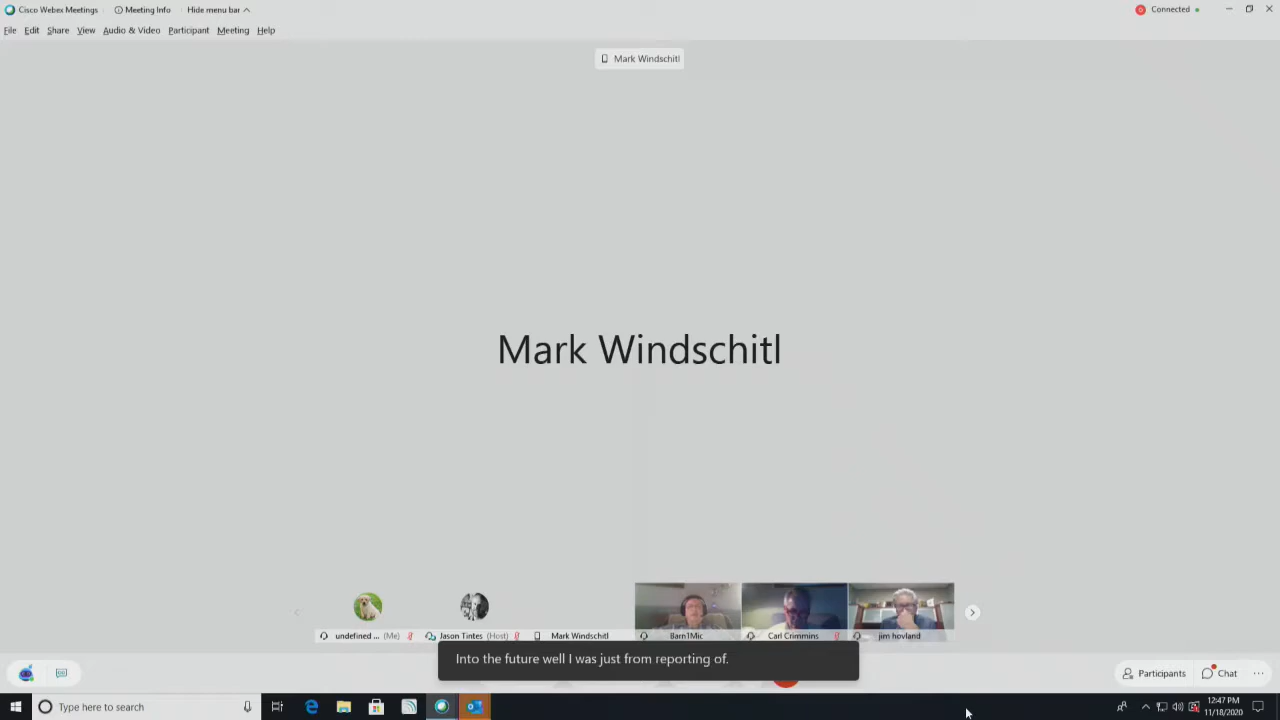 Cisco Webex Meetings
Meeting Info
Hide menu bar
Connected
File Edit Share View Audio & Video Participant Meeting Help
Mark Windschitl
Mark Windschitl
undefined ... (Me)
Jason Tintes (Host)
Mark Windschitl
Barn1Mic
Carl Crimmins
jim hovland
Into the future well I was just from reporting of.
Participants
Chat
Type here to search
12:47 PM
11/18/2020